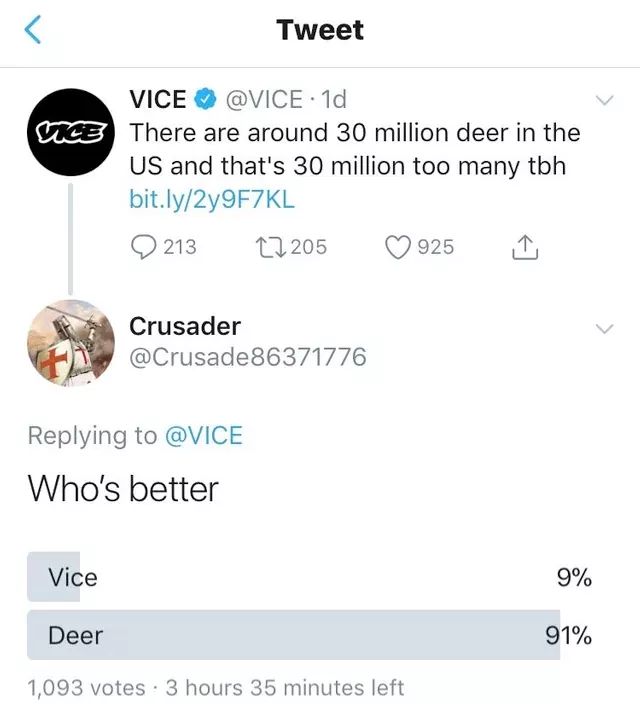 Tweet
VICE @VICE · 1d
VICE
There are around 30 million deer in the
US and that's 30 million too many tbh
bit.ly/2y9F7KL
213 205 925
Crusader
@Crusade86371776
Replying to @VICE
Who's better
Vice 9%
Deer 91%
1,093 votes · 3 hours 35 minutes left